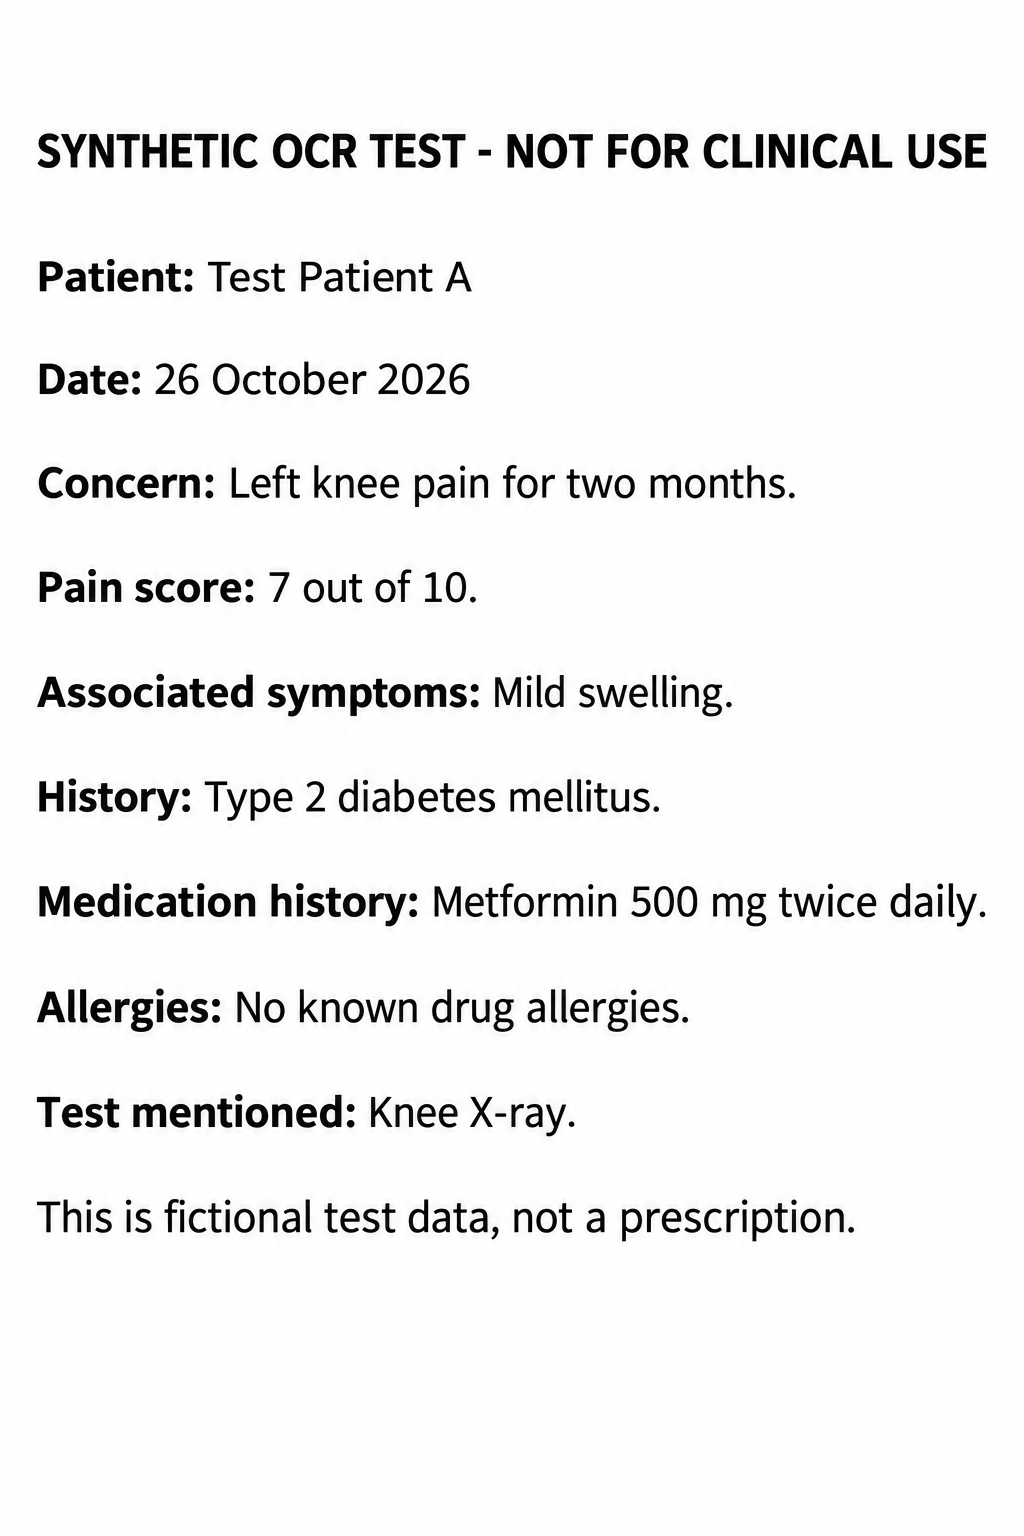 SYNTHETIC OCR TEST - NOT FOR CLINICAL USE
Patient: Test Patient A
Date: 26 October 2026
Concern: Left knee pain for two months.
Pain score: 7 out of 10.
Associated symptoms: Mild swelling.
History: Type 2 diabetes mellitus.
Medication history: Metformin 500 mg twice daily.
Allergies: No known drug allergies.
Test mentioned: Knee X-ray.
This is fictional test data, not a prescription.